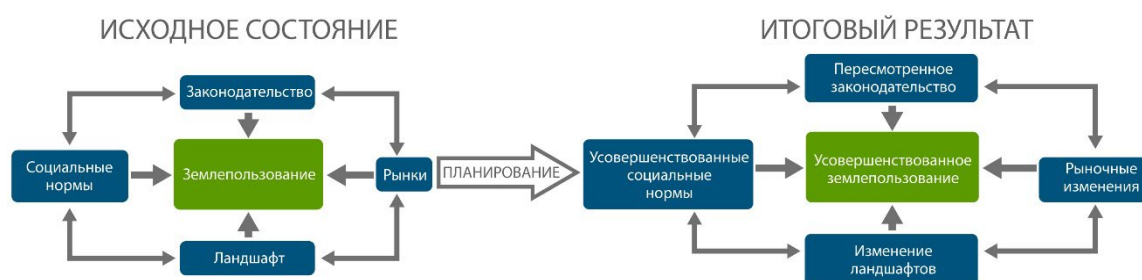 ИСХОДНОЕ СОСТОЯНИЕ
Законодательство
Социальные
нормы
Землепользование
Рынки
Ландшафт
ПЛАНИРОВАНИЕ
ИТОГОВЫЙ РЕЗУЛЬТАТ
Пересмотренное
законодательство
Усовершенствованные
социальные
нормы
Усовершенствованное
землепользование
Рыночные
изменения
Изменение
ландшафтов